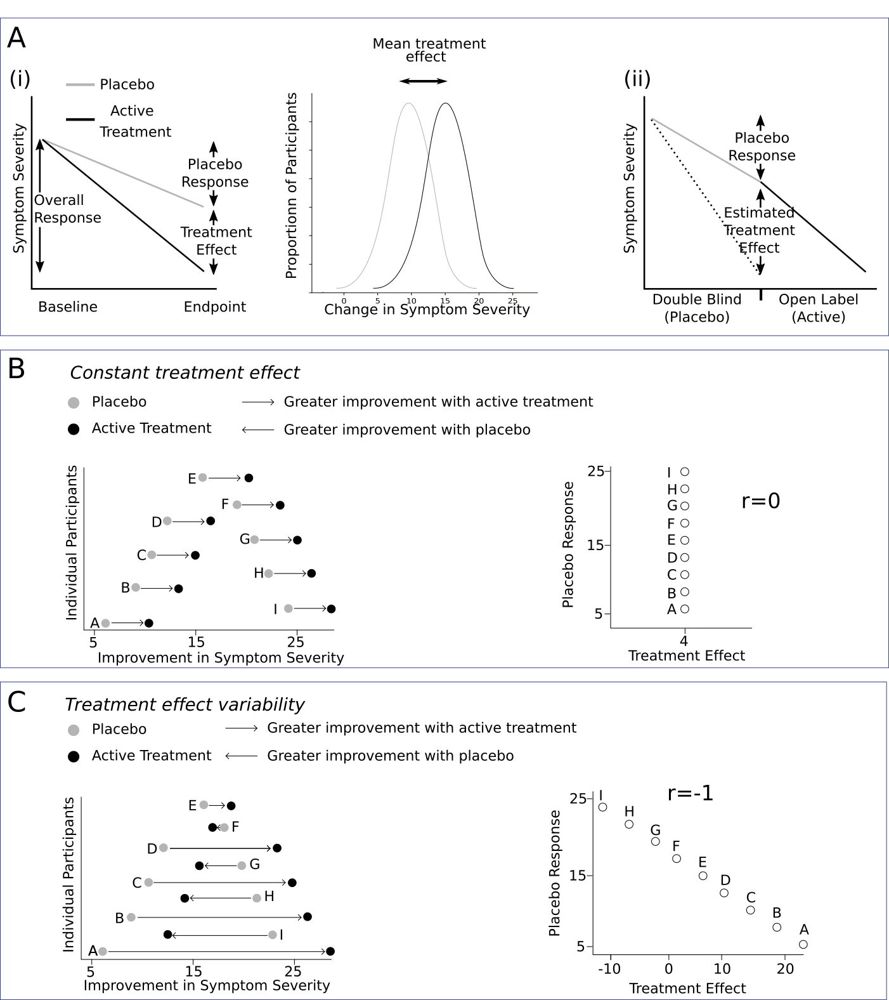 A
(i)
Placebo
Active
Treatment
Symptom Severity
Overall
Response
Placebo
Response
Treatment
Effect
Baseline
Endpoint
Mean treatment
effect
Proportionn of Participants
0 5 10 15 20 25
Change in Symptom Severity
(ii)
Symptom Severity
Placebo
Response
Estimated
Treatment
Effect
Double Blind
(Placebo)
Open Label
(Active)
B
Constant treatment effect
Placebo
Greater improvement with active treatment
Active Treatment
Greater improvement with placebo
Individual Participants
E
F
D
G
C
H
B
I
A
5 15 25
Improvement in Symptom Severity
Placebo Response
25
15
5
I
H
G
F
E
D
C
B
A
r=0
4
Treatment Effect
C
Treatment effect variability
Placebo
Greater improvement with active treatment
Active Treatment
Greater improvement with placebo
Individual Participants
E
F
D
G
C
H
B
I
A
5 15 25
Improvement in Symptom Severity
Placebo Response
25
15
5
r=-1
I
H
G
F
E
D
C
B
A
-10 0 10 20
Treatment Effect